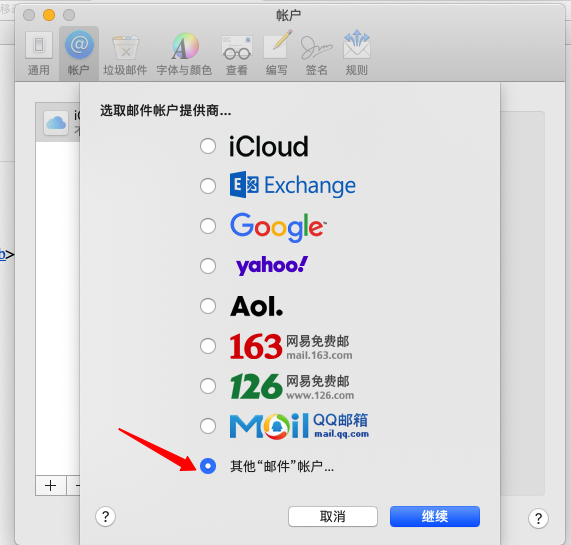 帐户
通用
帐户
垃圾邮件
字体与颜色
查看
编写
签名
规则
选取邮件帐户提供商...
iCloud
Exchange
Google™
yahoo!
Aol.
163 网易免费邮
mail.163.com
126 网易免费邮
www.126.com
Mail QQ邮箱
mail.qq.com
其他“邮件”帐户...
? 取消 继续 ?